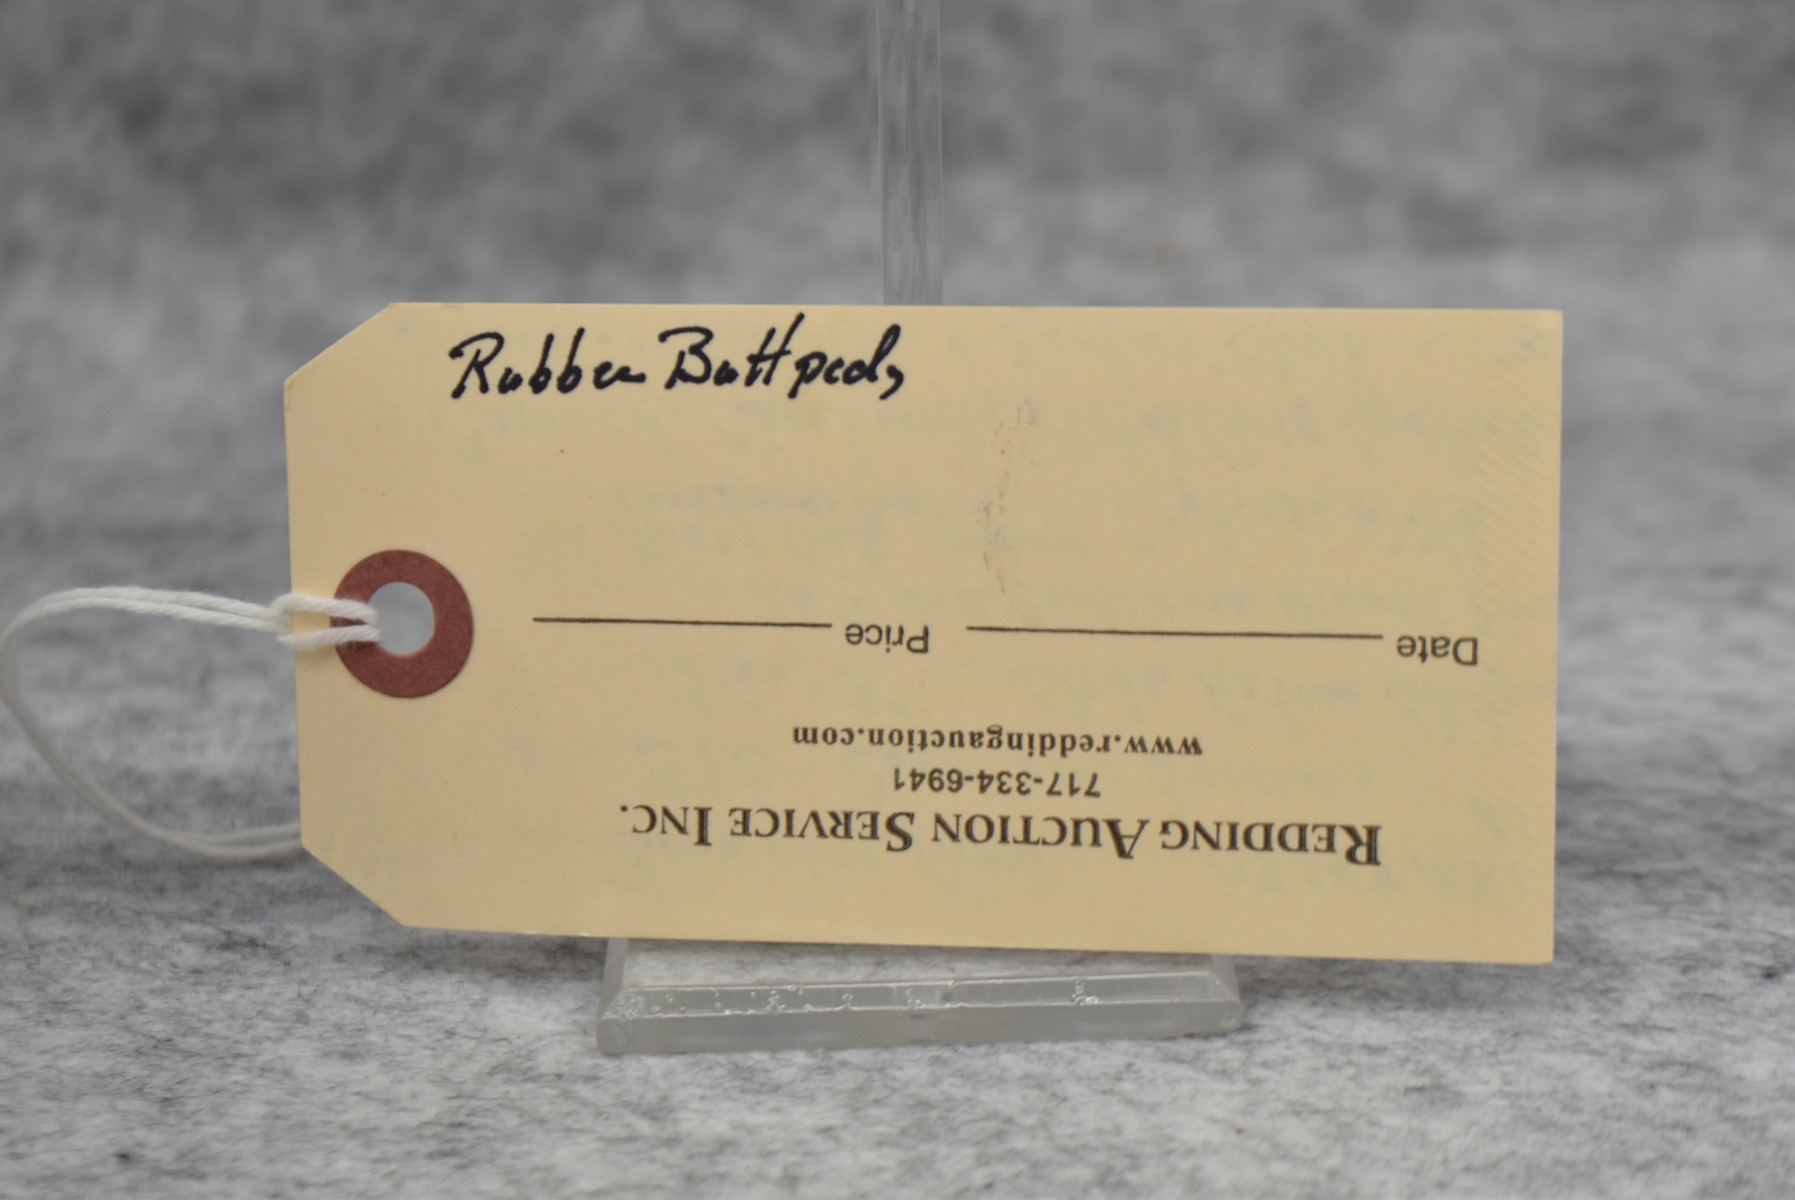 Rubber Buttpads
REDDING AUCTION SERVICE INC.
717-334-6941
www.reddingauction.com
Date Price